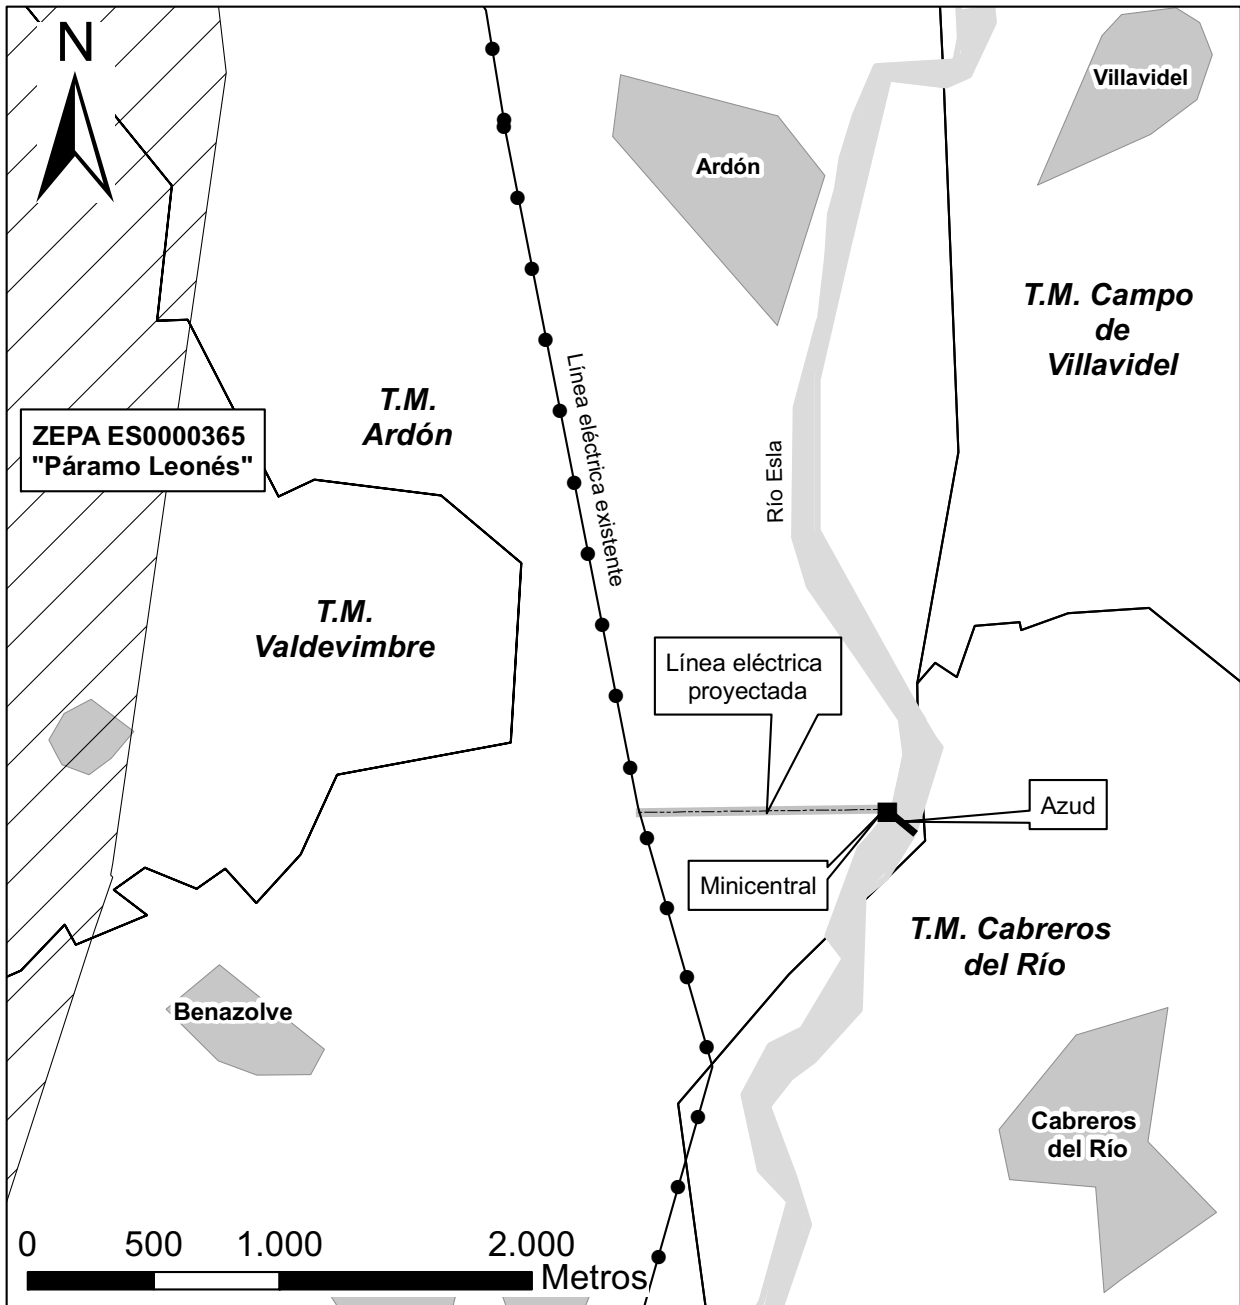 N
Villavidel
Ardón
T.M. Campo
de
Villavidel
Línea eléctrica existente
T.M.
Ardón
ZEPA ES0000365
"Páramo Leonés"
Río Esla
T.M.
Valdevimbre
Línea eléctrica
proyectada
Azud
Minicentral
T.M. Cabreros
del Río
Benazolve
Cabreros
del Río
0 500 1.000 2.000
Metros